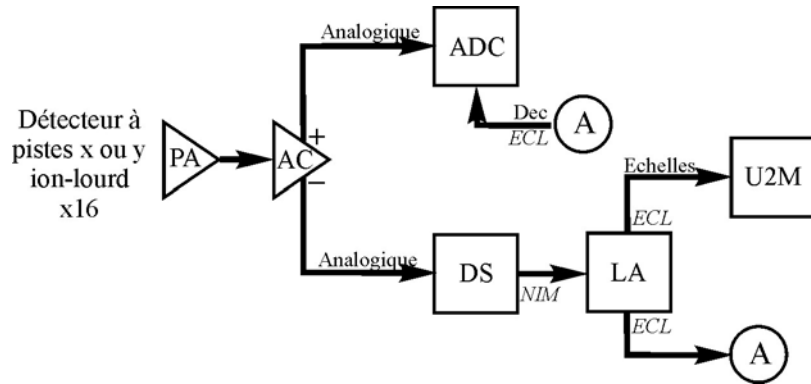 Analogique
ADC
Dec
ECL
A
Détecteur à
pistes x ou y
ion-lourd
x16
PA
AC
+
−
Echelles
U2M
ECL
Analogique
DS
NIM
LA
ECL
A